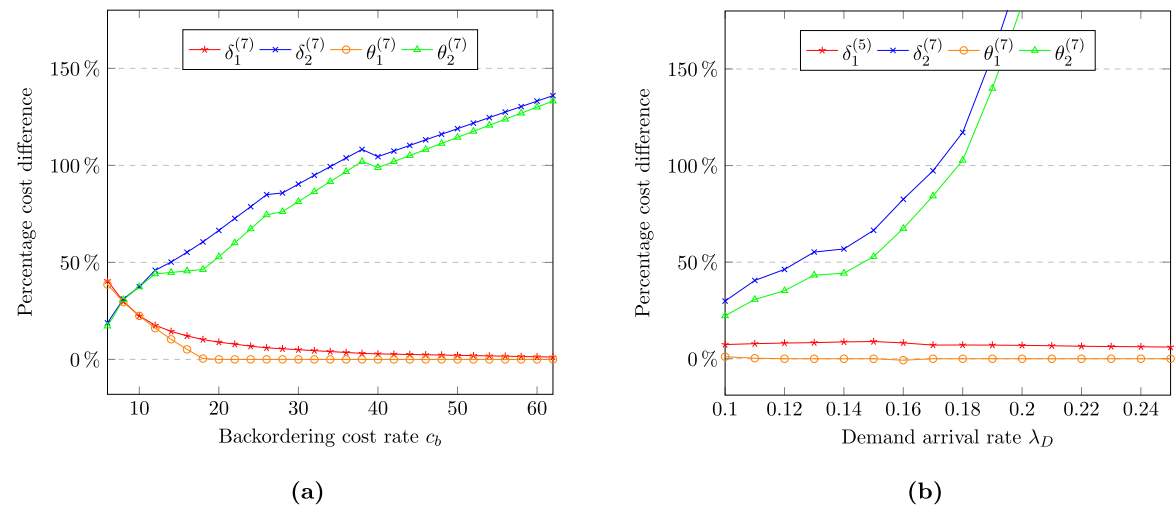 δ₁⁽⁷⁾ δ₂⁽⁷⁾ θ₁⁽⁷⁾ θ₂⁽⁷⁾
150 %
100 %
50 %
0 %
Percentage cost difference
10 20 30 40 50 60
Backordering cost rate c_b
(a)
δ₁⁽⁵⁾ δ₂⁽⁷⁾ θ₁⁽⁷⁾ θ₂⁽⁷⁾
150 %
100 %
50 %
0 %
Percentage cost difference
0.1 0.12 0.14 0.16 0.18 0.2 0.22 0.24
Demand arrival rate λ_D
(b)